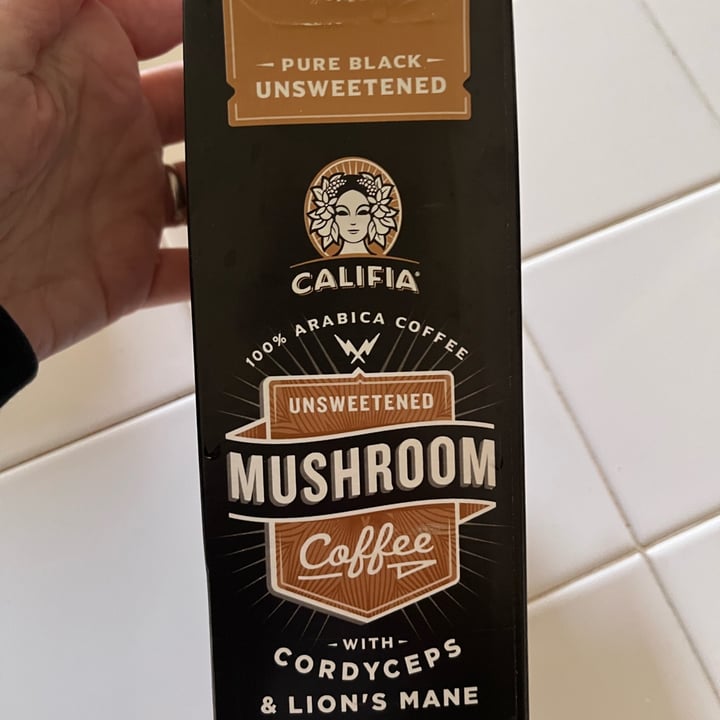 PURE BLACK
UNSWEETENED
CALIFIA
100% ARABICA COFFEE
UNSWEETENED
MUSHROOM
Coffee
WITH
CORDYCEPS
& LION'S MANE